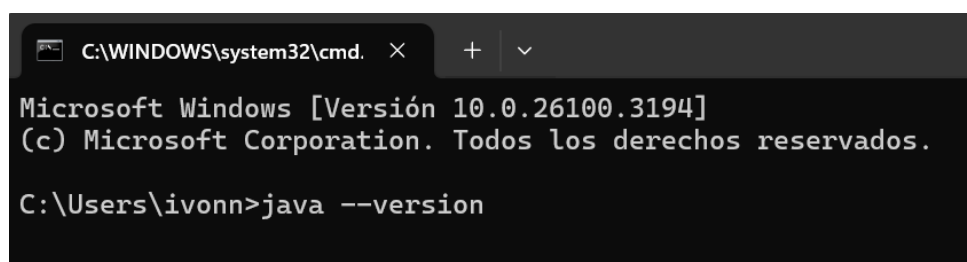 C:\WINDOWS\system32\cmd.
Microsoft Windows [Versión 10.0.26100.3194]
(c) Microsoft Corporation. Todos los derechos reservados.
C:\Users\ivonn>java --version